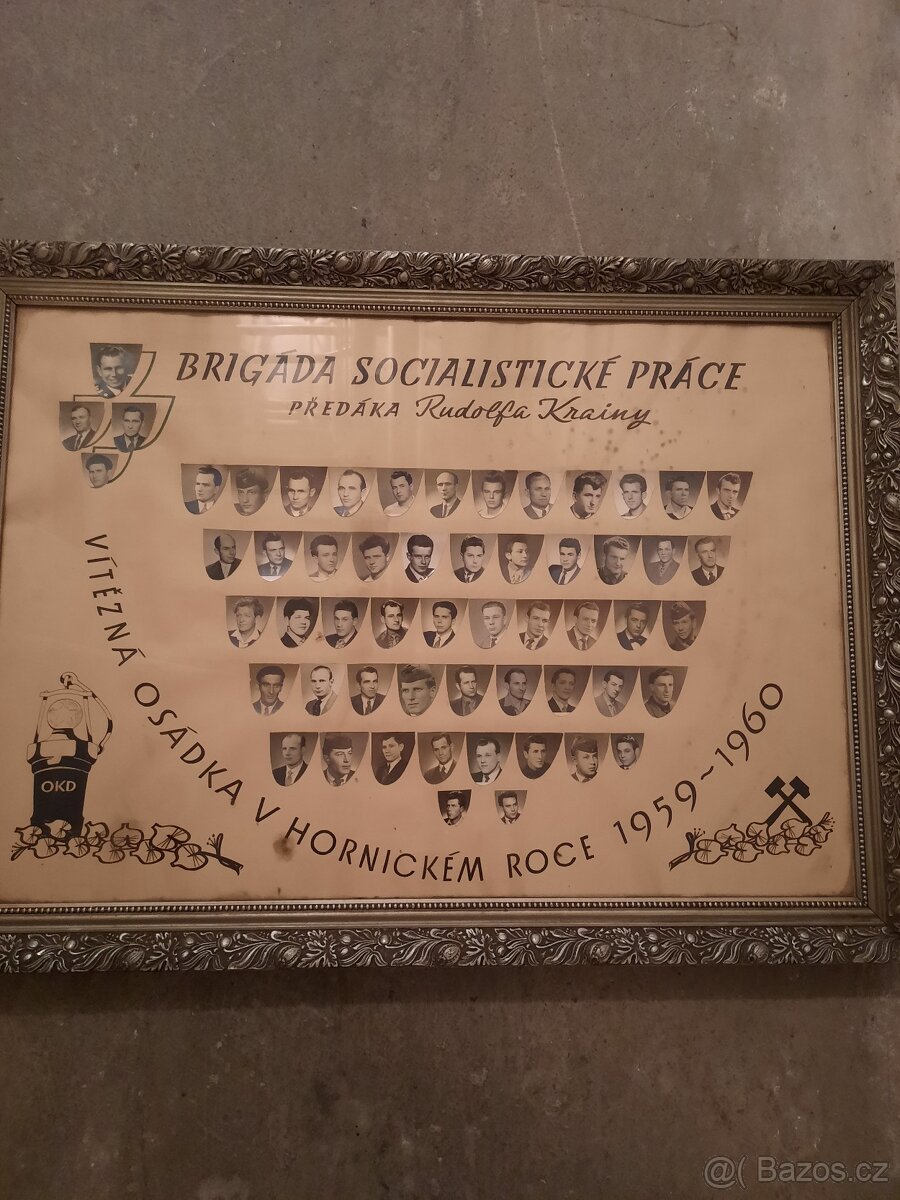 BRIGÁDA SOCIALISTICKÉ PRÁCE
PŘEDÁKA Rudolfa Krainy
VÍTĚZNÁ OSÁDKA V HORNICKÉM ROCE 1959~1960
OKD
@( Bazos.cz